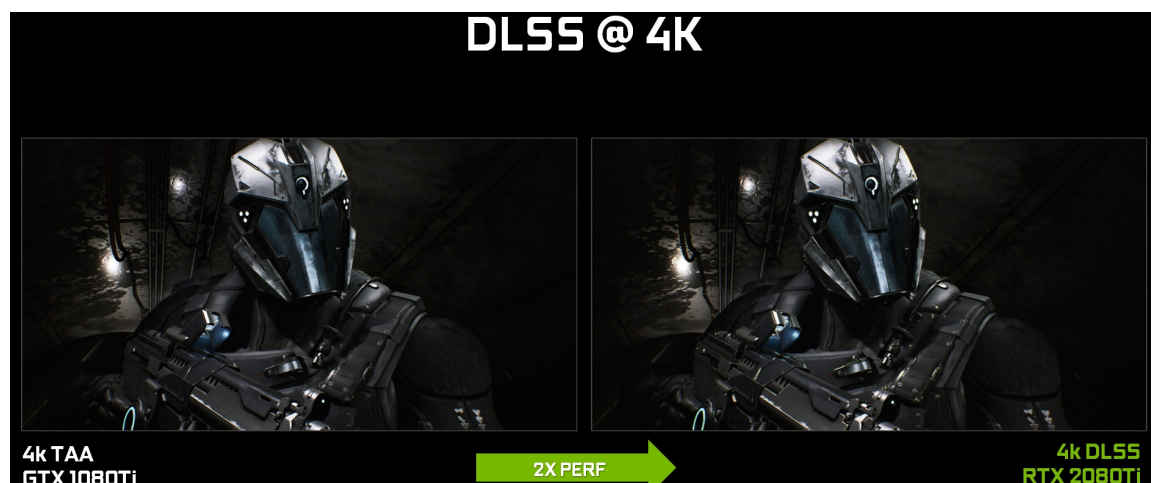 DLSS @ 4K
4k TAA
GTX 1080Ti
2X PERF
4k DLSS
RTX 2080Ti